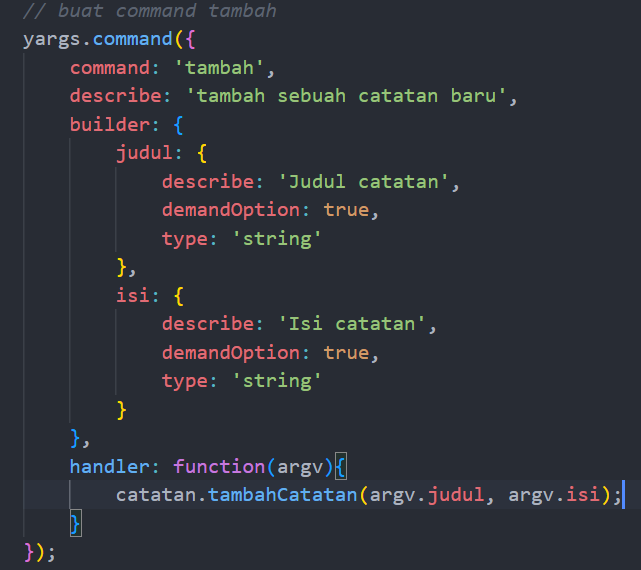 // buat command tambah
yargs.command({
    command: 'tambah',
    describe: 'tambah sebuah catatan baru',
    builder: {
        judul: {
            describe: 'Judul catatan',
            demandOption: true,
            type: 'string'
        },
        isi: {
            describe: 'Isi catatan',
            demandOption: true,
            type: 'string'
        }
    },
    handler: function(argv){
        catatan.tambahCatatan(argv.judul, argv.isi);
    }
});